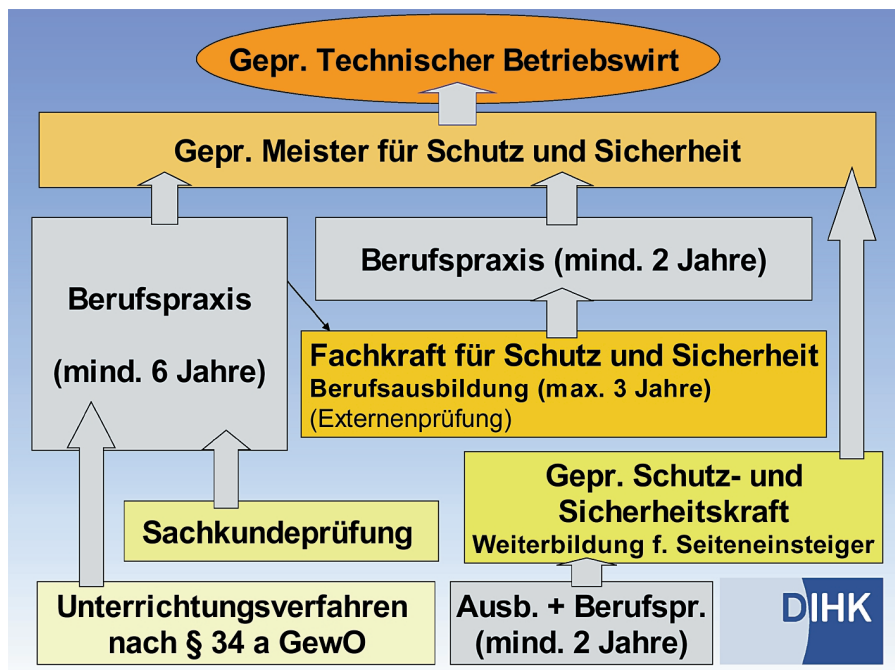 Gepr. Technischer Betriebswirt
Gepr. Meister für Schutz und Sicherheit
Berufspraxis
(mind. 6 Jahre)
Berufspraxis (mind. 2 Jahre)
Fachkraft für Schutz und Sicherheit
Berufsausbildung (max. 3 Jahre)
(Externenprüfung)
Sachkundeprüfung
Gepr. Schutz- und
Sicherheitskraft
Weiterbildung f. Seiteneinsteiger
Unterrichtungsverfahren
nach § 34 a GewO
Ausb. + Berufspr.
(mind. 2 Jahre)
DIHK